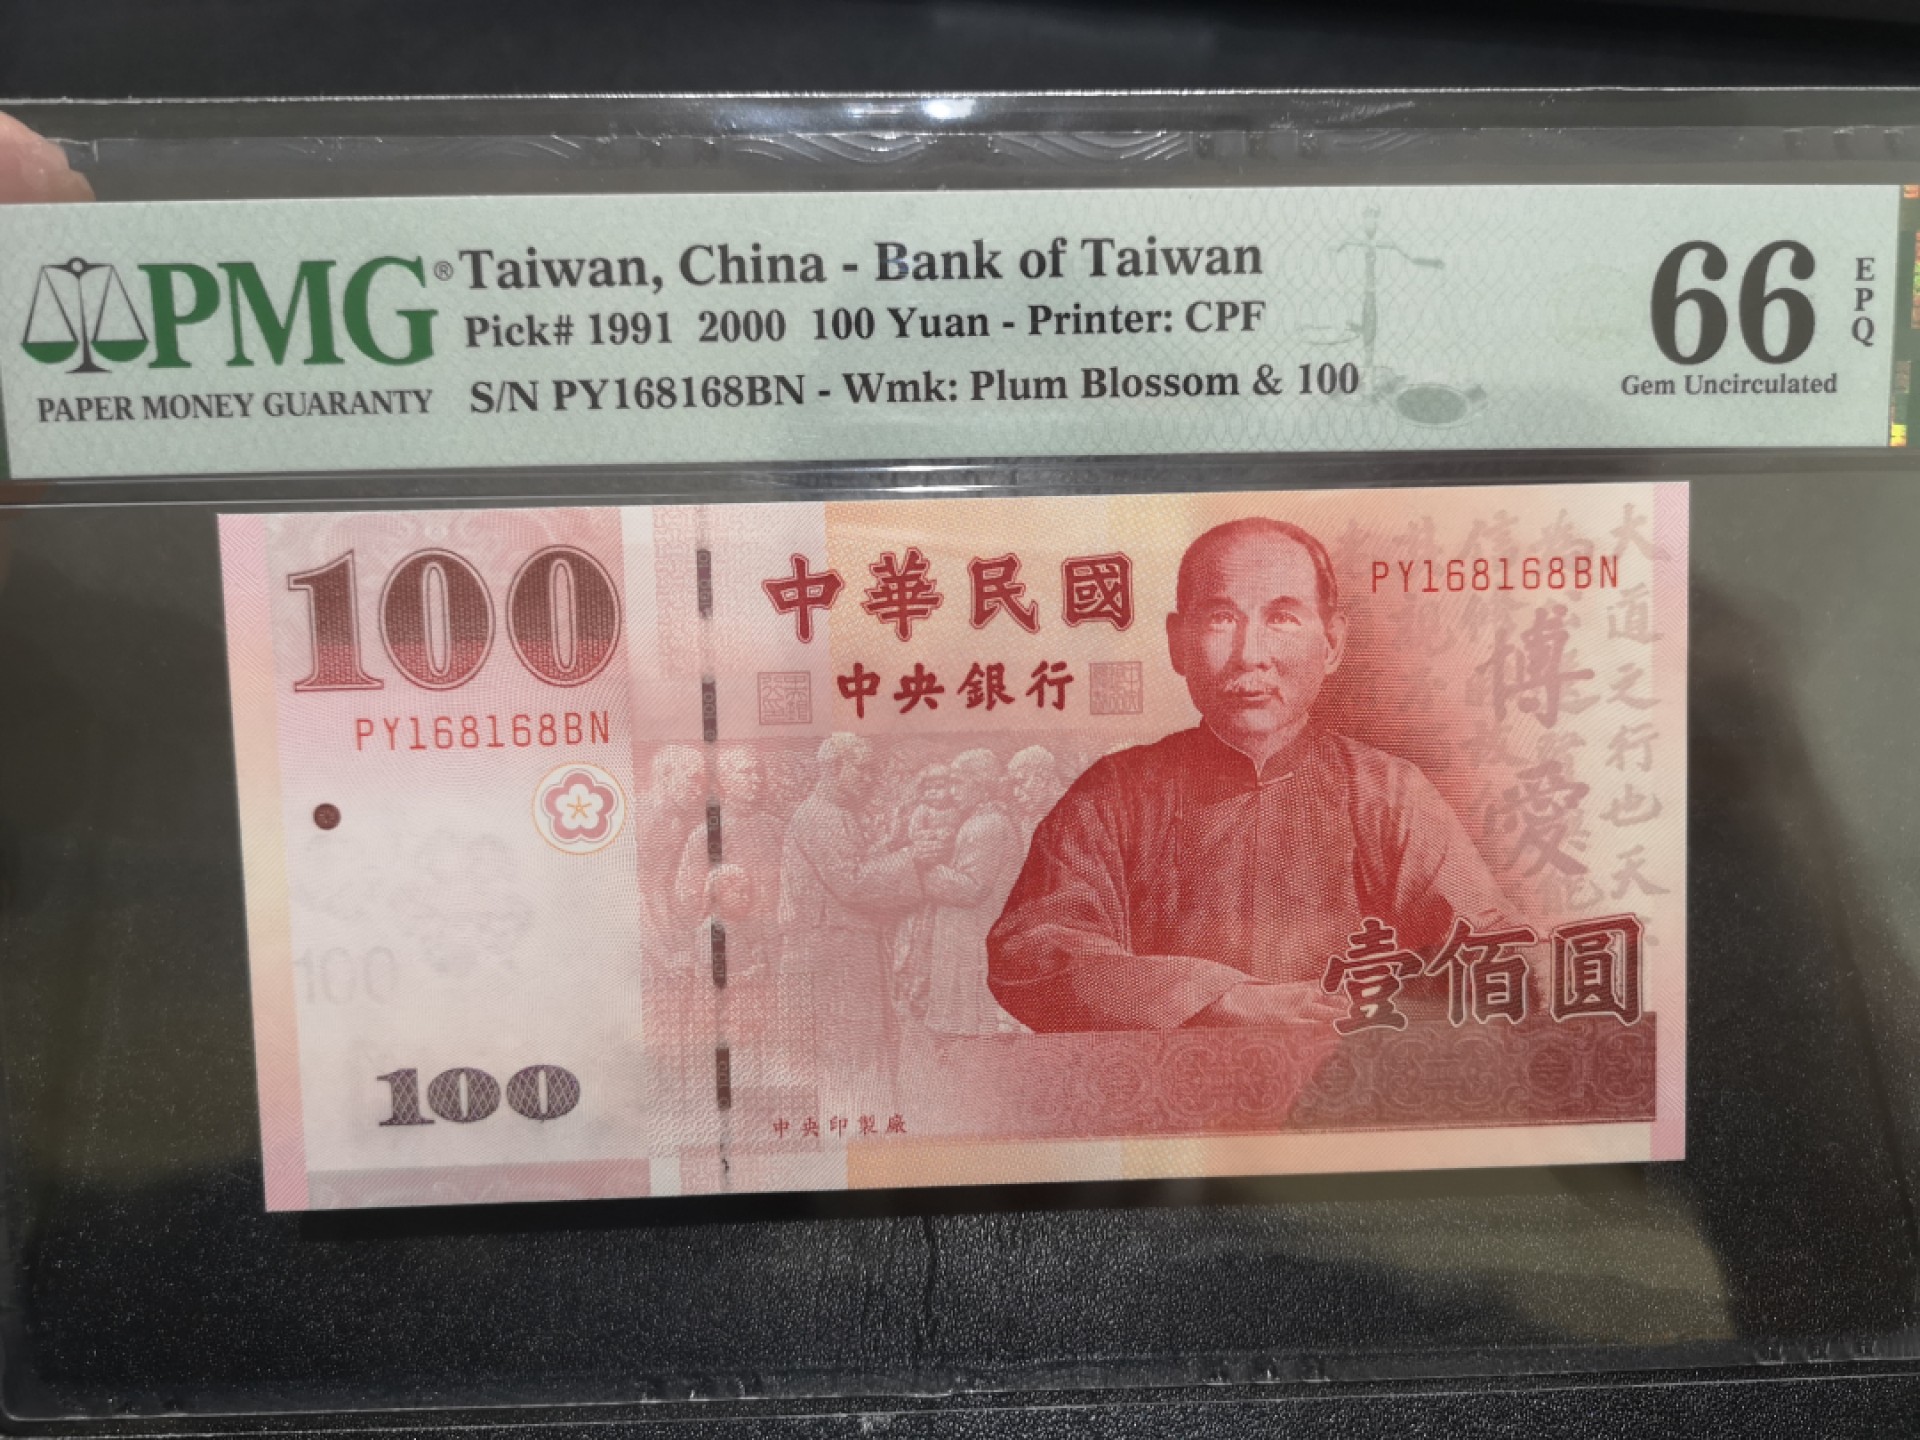 PMG®
PAPER MONEY GUARANTY
Taiwan, China - Bank of Taiwan
Pick# 1991 2000 100 Yuan - Printer: CPF
S/N PY168168BN - Wmk: Plum Blossom & 100
66
EPQ
Gem Uncirculated
100
中華民國
PY168168BN
中央銀行
PY168168BN
博愛
大道之行也天
100
壹佰圓
100
中央印製廠